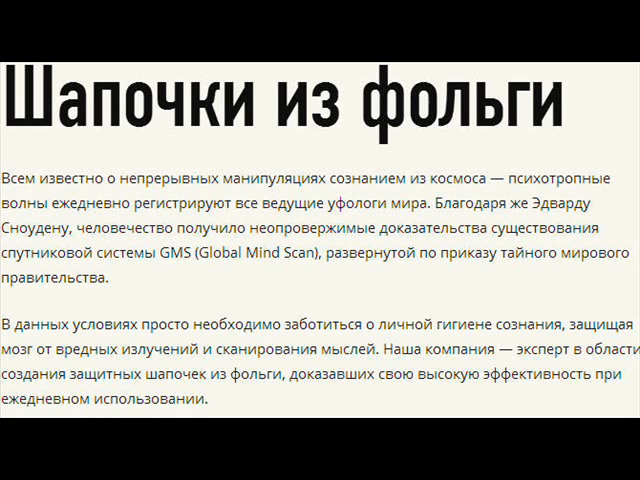 Шапочки из фольги
Всем известно о непрерывных манипуляциях сознанием из космоса — психотропные
волны ежедневно регистрируют все ведущие уфологи мира. Благодаря же Эдварду
Сноудену, человечество получило неопровержимые доказательства существования
спутниковой системы GMS (Global Mind Scan), развернутой по приказу тайного мирового
правительства.
В данных условиях просто необходимо заботиться о личной гигиене сознания, защищая
мозг от вредных излучений и сканирования мыслей. Наша компания — эксперт в области
создания защитных шапочек из фольги, доказавших свою высокую эффективность при
ежедневном использовании.